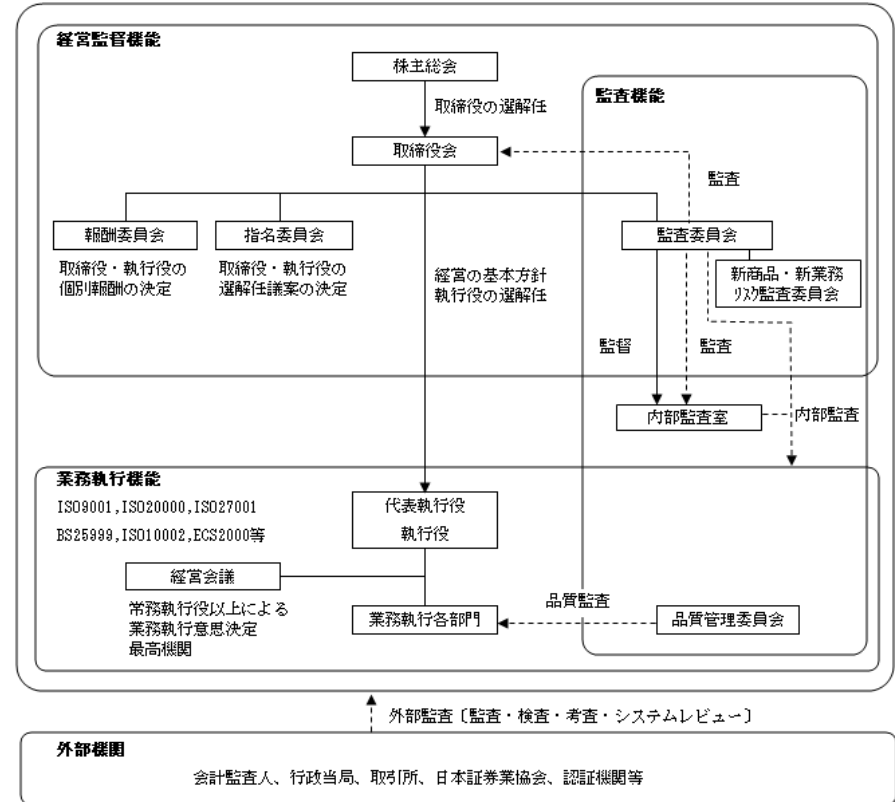 経営監督機能
株主総会
監査機能
取締役の選解任
取締役会
監査
報酬委員会
指名委員会
監査委員会
取締役・執行役の
個別報酬の決定
取締役・執行役の
選解任議案の決定
経営の基本方針
執行役の選解任
新商品・新業務
リスク監査委員会
監督
監査
内部監査室
内部監査
業務執行機能
ISO9001,ISO20000,ISO27001
BS25999,ISO10002,ECS2000等
代表執行役
執行役
経営会議
常務執行役以上による
業務執行意思決定
最高機関
業務執行各部門
品質監査
品質管理委員会
外部監査〔監査・検査・考査・システムレビュー〕
外部機関
会計監査人、行政当局、取引所、日本証券業協会、認証機関等